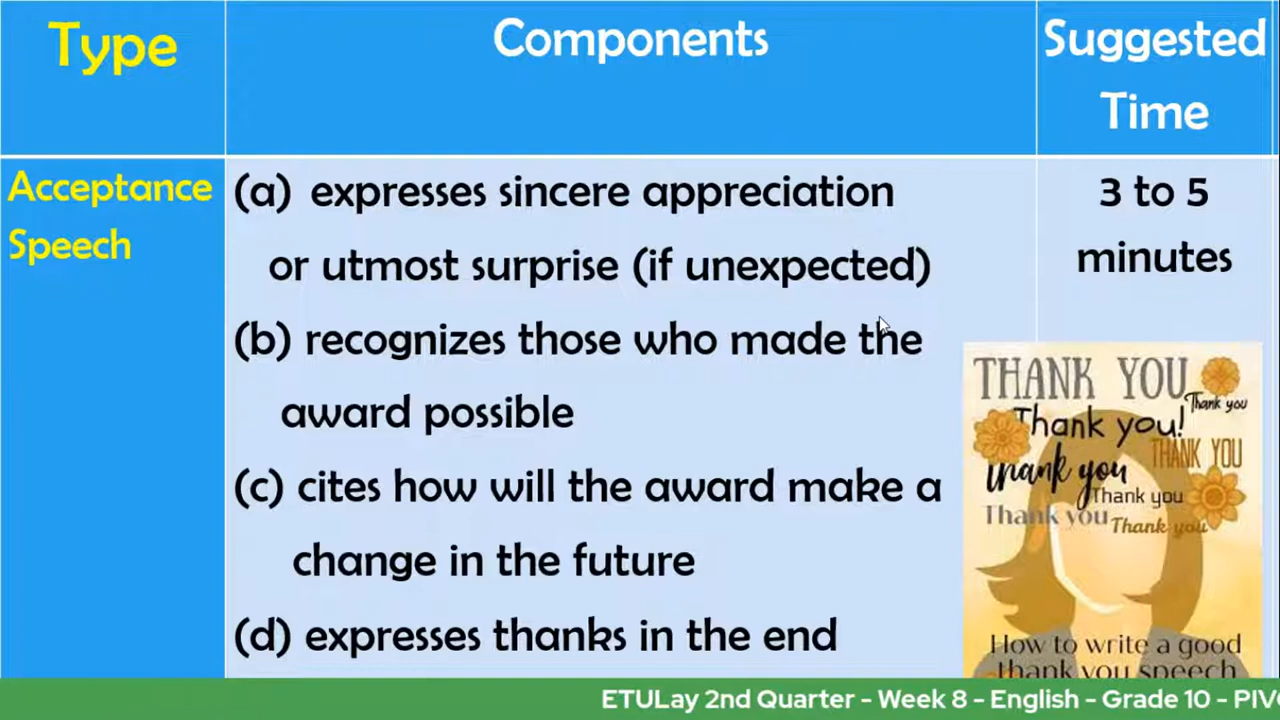 Type
Components
Suggested
Time
Acceptance
Speech
(a) expresses sincere appreciation
or utmost surprise (if unexpected)
(b) recognizes those who made the
award possible
(c) cites how will the award make a
change in the future
(d) expresses thanks in the end
3 to 5
minutes
THANK YOU
Thank you
Thank you!
THANK YOU
Thank you
Thank you
Thank you
Thank you
How to write a good
thank you speech
ETULay 2nd Quarter - Week 8 - English - Grade 10 -